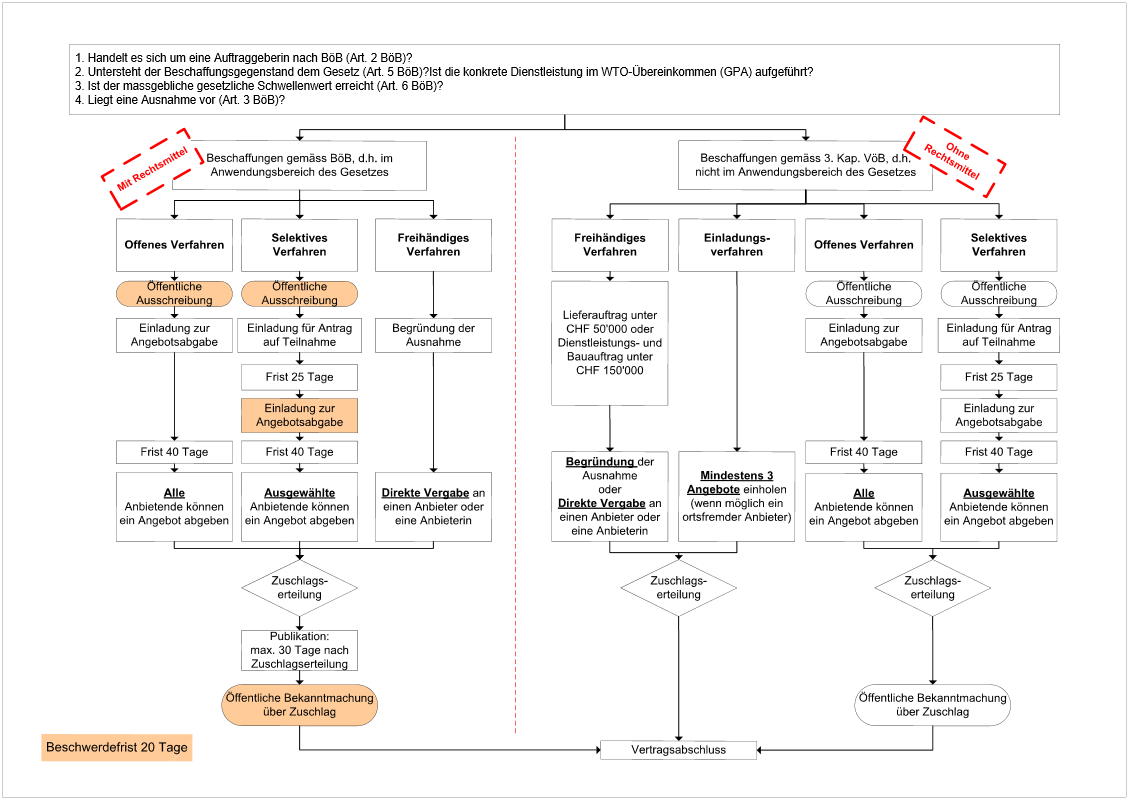 1. Handelt es sich um eine Auftraggeberin nach BöB (Art. 2 BöB)?
2. Untersteht der Beschaffungsgegenstand dem Gesetz (Art. 5 BöB)?Ist die konkrete Dienstleistung im WTO-Übereinkommen (GPA) aufgeführt?
3. Ist der massgebliche gesetzliche Schwellenwert erreicht (Art. 6 BöB)?
4. Liegt eine Ausnahme vor (Art. 3 BöB)?
Mit Rechtsmittel
Beschaffungen gemäss BöB, d.h. im
Anwendungsbereich des Gesetzes
Beschaffungen gemäss 3. Kap. VöB, d.h.
nicht im Anwendungsbereich des Gesetzes
Ohne
Rechtsmittel
Offenes Verfahren
Selektives
Verfahren
Freihändiges
Verfahren
Freihändiges
Verfahren
Einladungs-
verfahren
Offenes Verfahren
Selektives
Verfahren
Öffentliche
Ausschreibung
Öffentliche
Ausschreibung
Öffentliche
Ausschreibung
Öffentliche
Ausschreibung
Einladung zur
Angebotsabgabe
Einladung für Antrag
auf Teilnahme
Begründung der
Ausnahme
Lieferauftrag unter
CHF 50'000 oder
Dienstleistungs- und
Bauauftrag unter
CHF 150'000
Einladung zur
Angebotsabgabe
Einladung für Antrag
auf Teilnahme
Frist 25 Tage
Frist 25 Tage
Einladung zur
Angebotsabgabe
Einladung zur
Angebotsabgabe
Frist 40 Tage
Frist 40 Tage
Frist 40 Tage
Frist 40 Tage
Alle
Anbietende können
ein Angebot abgeben
Ausgewählte
Anbietende können
ein Angebot abgeben
Direkte Vergabe an
einen Anbieter oder
eine Anbieterin
Begründung der
Ausnahme
oder
Direkte Vergabe an
einen Anbieter oder
eine Anbieterin
Mindestens 3
Angebote einholen
(wenn möglich ein
ortsfremder Anbieter)
Alle
Anbietende können
ein Angebot abgeben
Ausgewählte
Anbietende können
ein Angebot abgeben
Zuschlags-
erteilung
Zuschlags-
erteilung
Zuschlags-
erteilung
Publikation:
max. 30 Tage nach
Zuschlagserteilung
Öffentliche Bekanntmachung
über Zuschlag
Öffentliche Bekanntmachung
über Zuschlag
Beschwerdefrist 20 Tage
Vertragsabschluss